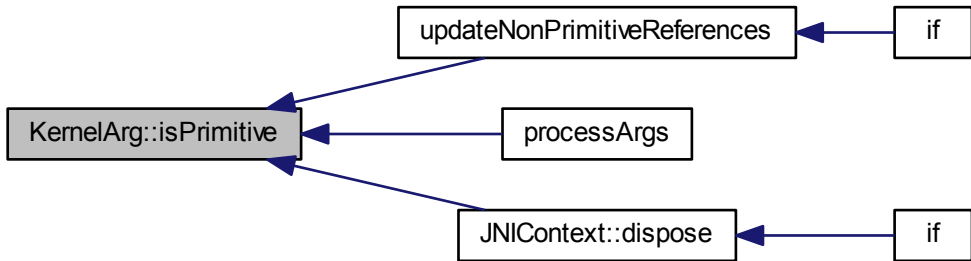 updateNonPrimitiveReferences
if
KernelArg::isPrimitive
processArgs
JNIContext::dispose
if